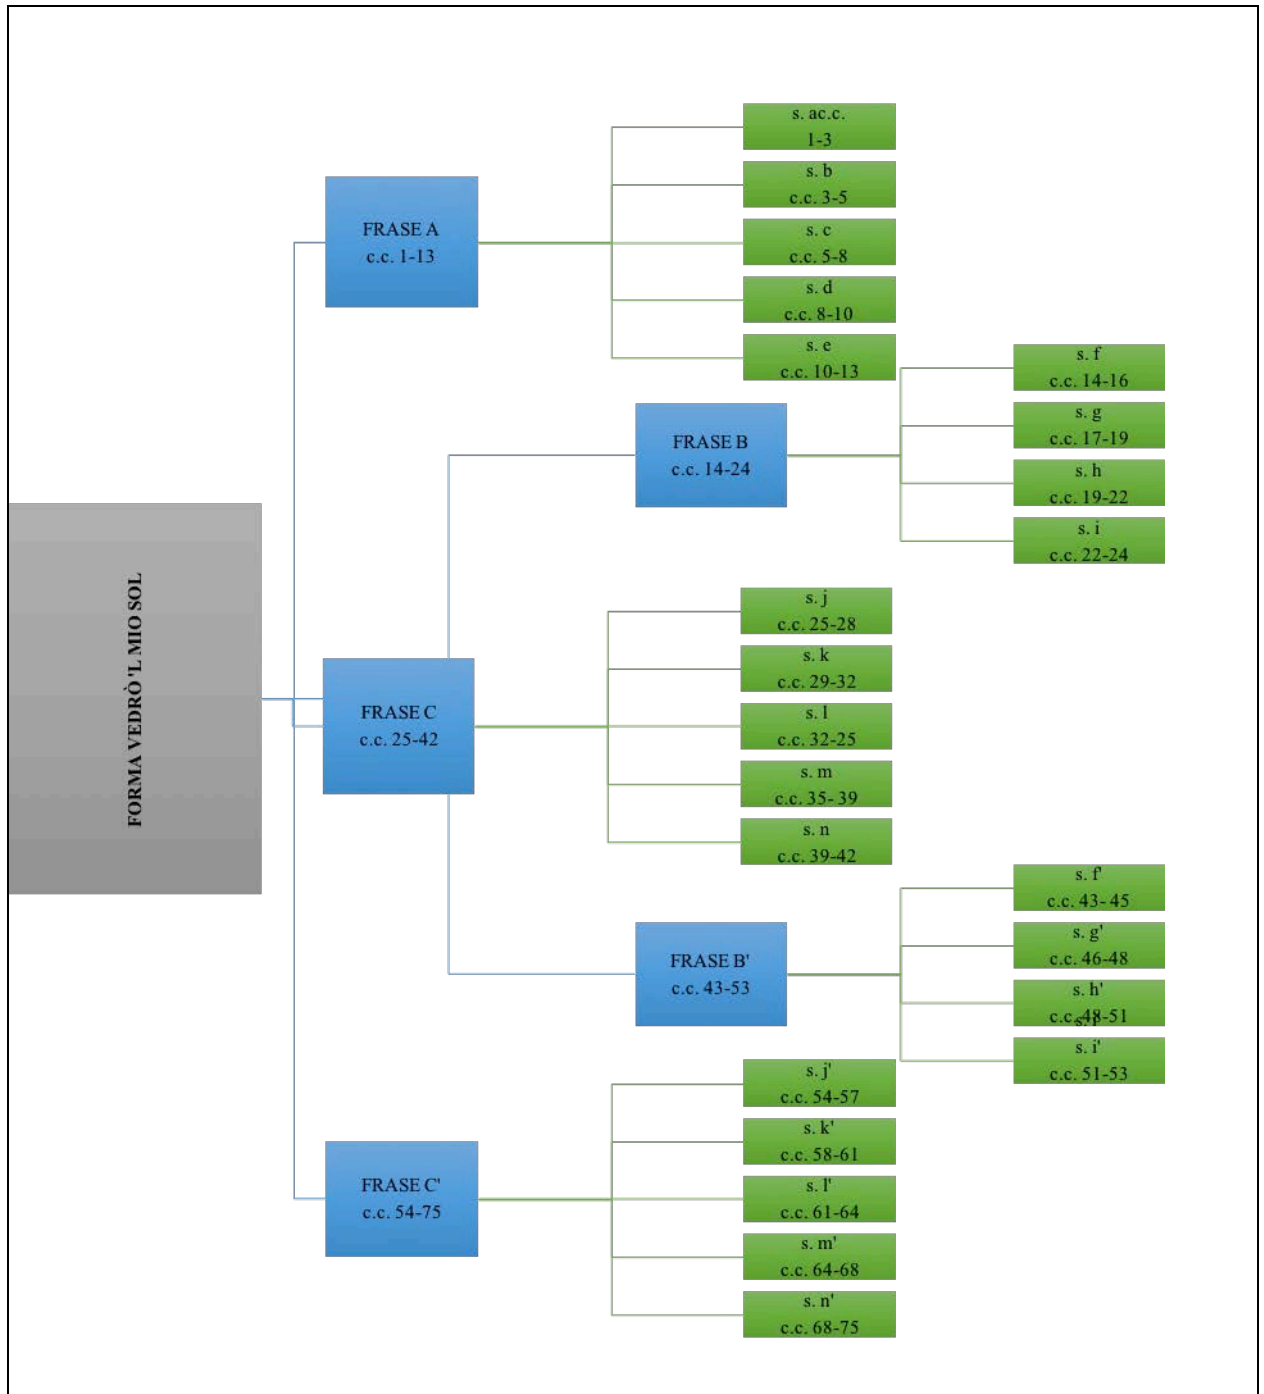 FORMA VEDRÒ 'L MIO SOL
FRASE A
c.c. 1-13
s. ac.c.
1-3
s. b
c.c. 3-5
s. c
c.c. 5-8
s. d
c.c. 8-10
s. e
c.c. 10-13
FRASE B
c.c. 14-24
s. f
c.c. 14-16
s. g
c.c. 17-19
s. h
c.c. 19-22
s. i
c.c. 22-24
FRASE C
c.c. 25-42
s. j
c.c. 25-28
s. k
c.c. 29-32
s. l
c.c. 32-25
s. m
c.c. 35- 39
s. n
c.c. 39-42
FRASE B'
c.c. 43-53
s. f'
c.c. 43- 45
s. g'
c.c. 46-48
s. h'
c.c. 48-51
s. i'
c.c. 51-53
FRASE C'
c.c. 54-75
s. j'
c.c. 54-57
s. k'
c.c. 58-61
s. l'
c.c. 61-64
s. m'
c.c. 64-68
s. n'
c.c. 68-75